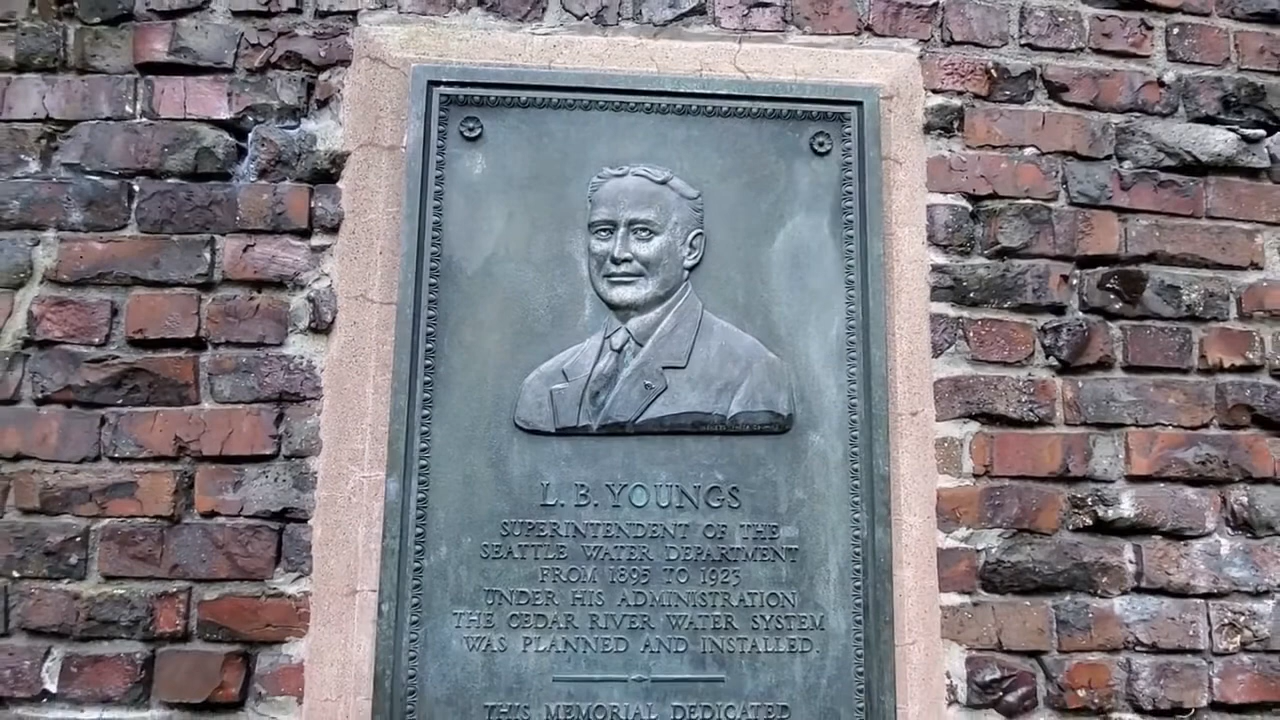 L. B. YOUNGS
SUPERINTENDENT OF THE
SEATTLE WATER DEPARTMENT
FROM 1895 TO 1923
UNDER HIS ADMINISTRATION
THE CEDAR RIVER WATER SYSTEM
WAS PLANNED AND INSTALLED.
THIS MEMORIAL DEDICATED